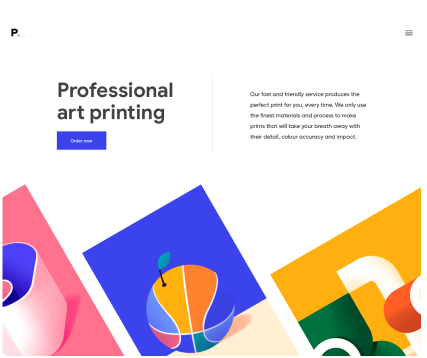 P.
Professional
art printing
Order now
Our fast and friendly service produces the
perfect print for you, every time. We only use
the finest materials and process to make
prints that will take your breath away with
their detail, colour accuracy and impact.